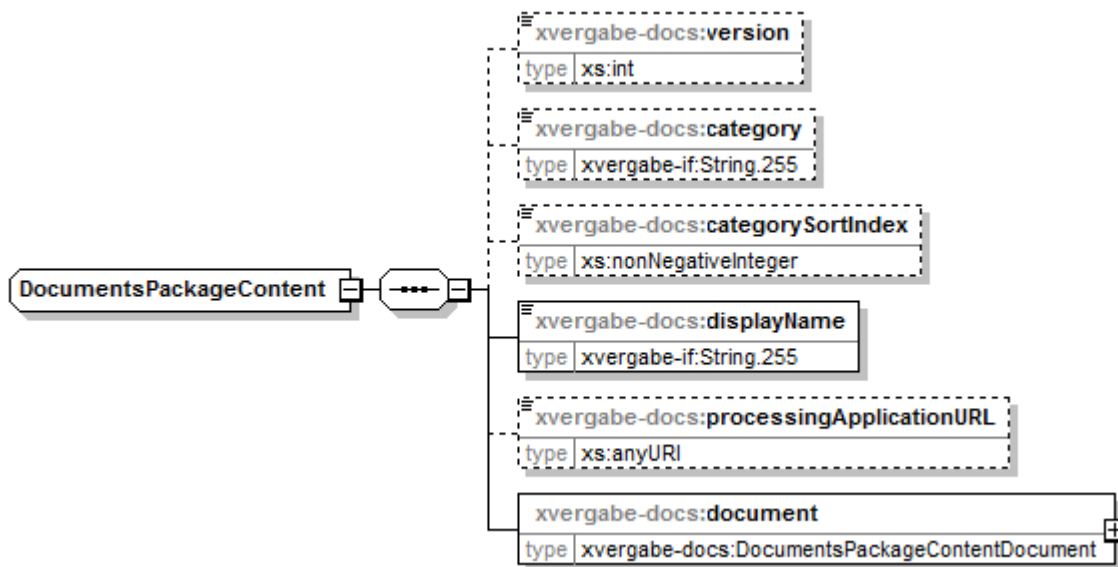 xvergabe-docs:version
type xs:int
xvergabe-docs:category
type xvergabe-if:String.255
xvergabe-docs:categorySortIndex
type xs:nonNegativeInteger
DocumentsPackageContent
xvergabe-docs:displayName
type xvergabe-if:String.255
xvergabe-docs:processingApplicationURL
type xs:anyURI
xvergabe-docs:document
type xvergabe-docs:DocumentsPackageContentDocument